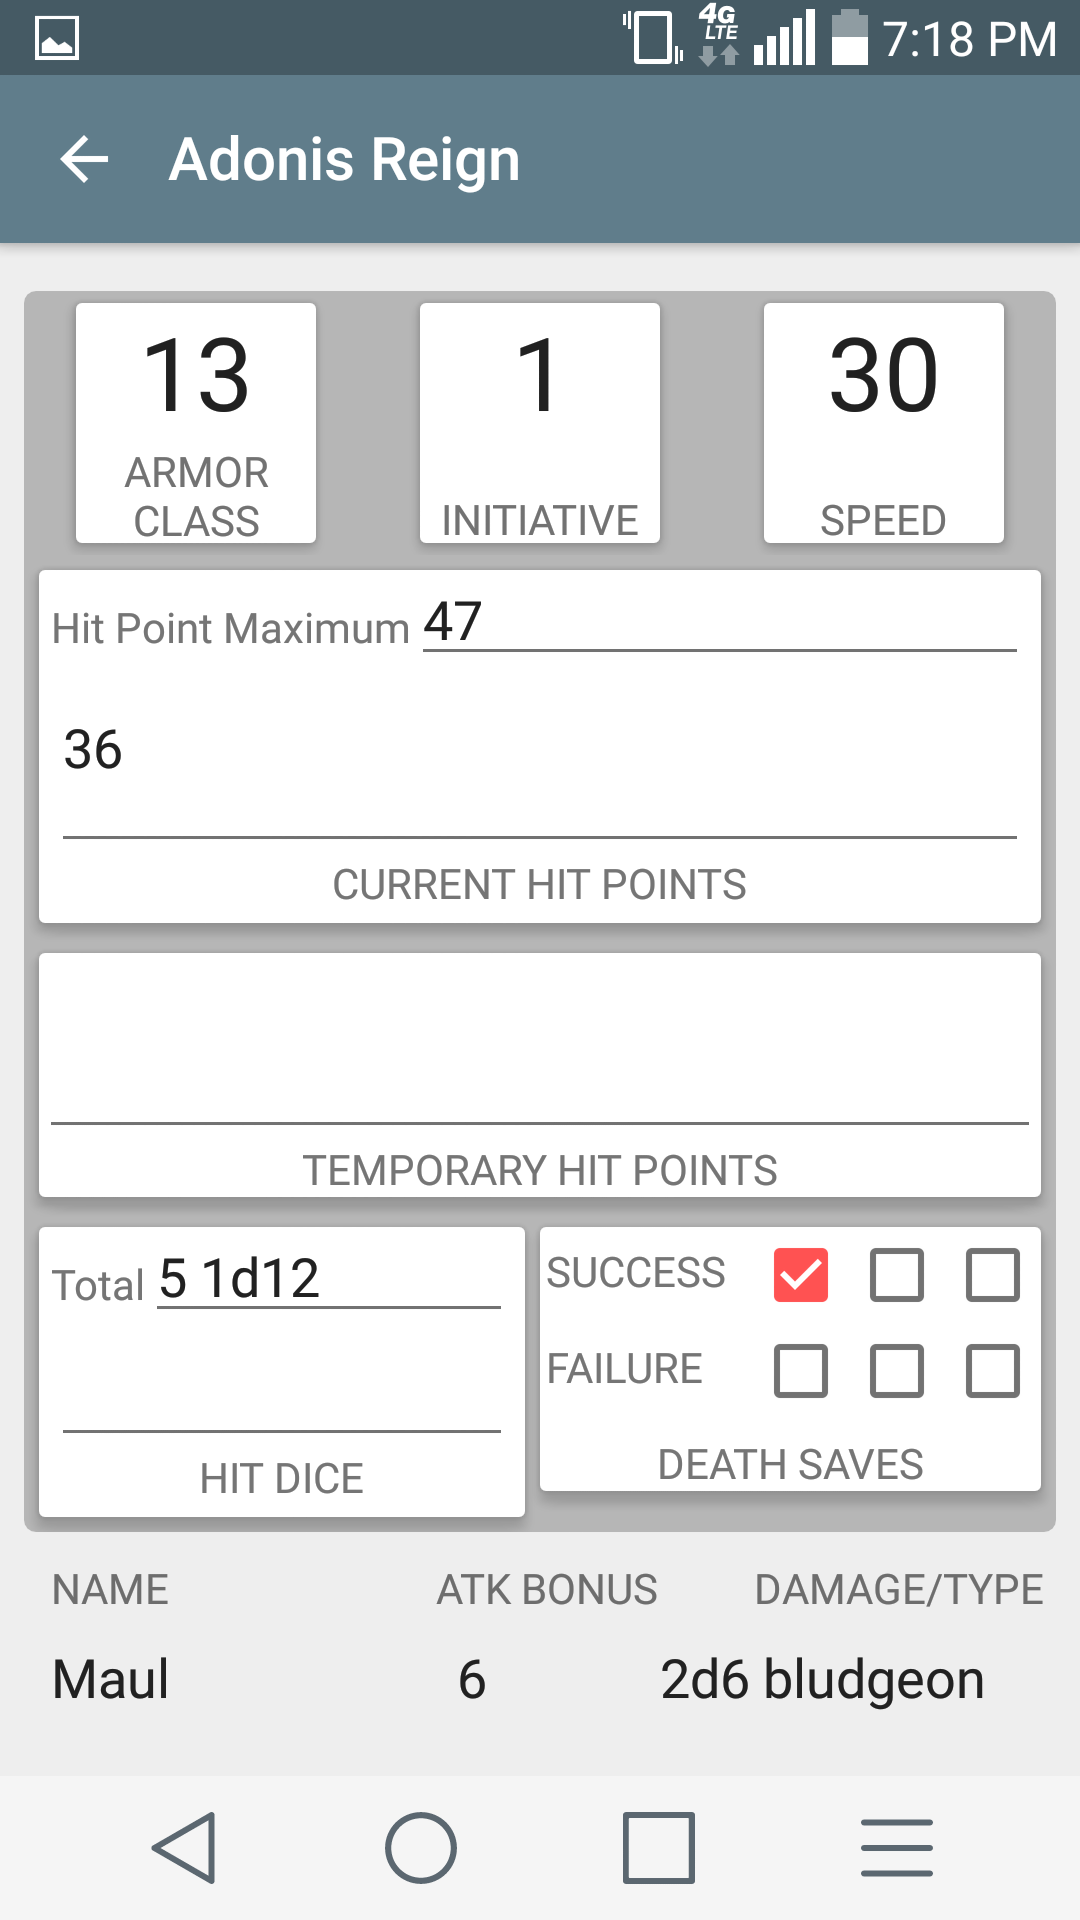 4G LTE 7:18 PM
Adonis Reign
13 1 30
ARMOR CLASS INITIATIVE SPEED
Hit Point Maximum 47
36
CURRENT HIT POINTS
TEMPORARY HIT POINTS
Total 5 1d12
SUCCESS
FAILURE
HIT DICE
DEATH SAVES
NAME ATK BONUS DAMAGE/TYPE
Maul 6 2d6 bludgeon